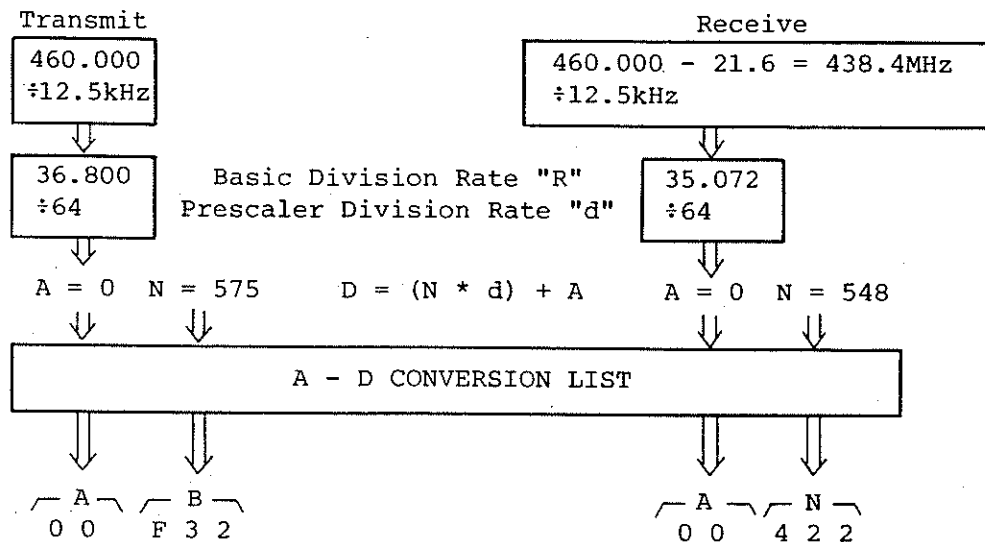 Transmit
Receive
460.000
÷12.5kHz
460.000 - 21.6 = 438.4MHz
÷12.5kHz
36.800
÷64
Basic Division Rate "R"
Prescaler Division Rate "d"
35.072
÷64
A = 0 N = 575
D = (N * d) + A
A = 0 N = 548
A - D CONVERSION LIST
A B
0 0 F 3 2
A N
0 0 4 2 2